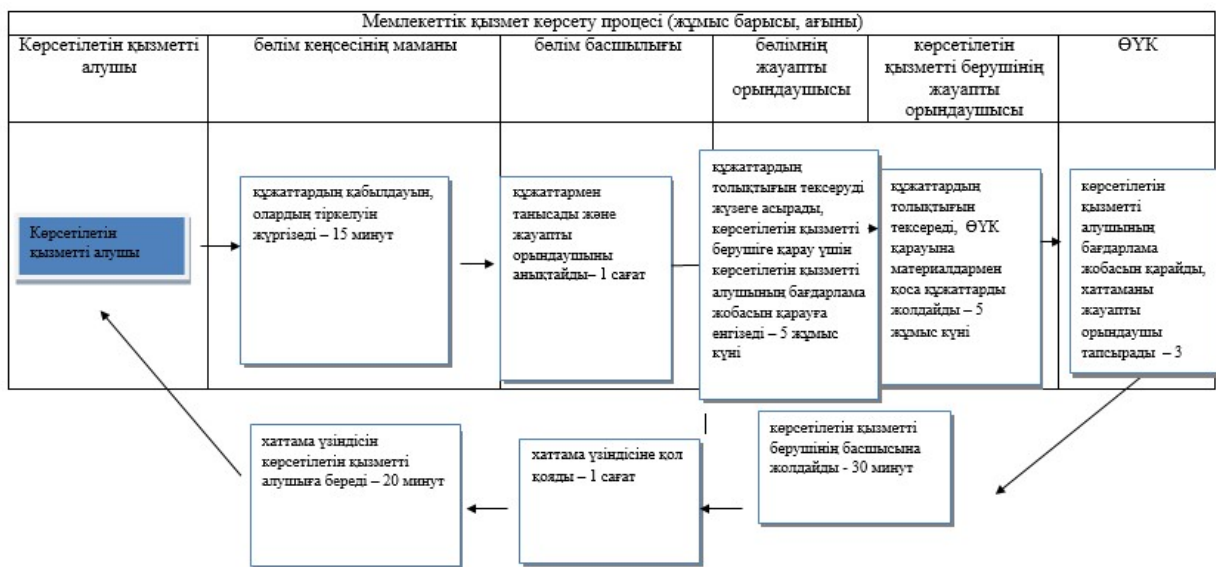 Мемлекеттік қызмет көрсету процесі (жұмыс барысы, ағыны)
Көрсетілетін қызметті
алушы
бөлім кеңсесінің маманы
бөлім басшылығы
бөлімнің
жауапты
орындаушысы
көрсетілетін
қызметті берушінің
жауапты
орындаушысы
ӨҮК
Көрсетілетін
қызметті алушы
құжаттардың қабылдауын,
олардың тіркелуін
жүргізеді – 15 минут
құжаттармен
танысады және
жауапты
орындаушыны
анықтайды– 1 сағат
құжаттардың
толықтығын тексеруді
жүзеге асырады,
көрсетілетін қызметті
берушіге қарау үшін
көрсетілетін қызметті
алушының бағдарлама
жобасын қарауға
енгізеді – 5 жұмыс
күні
құжаттардың
толықтығын
тексереді, ӨҮК
қарауына
материалдармен
қоса құжаттарды
жолдайды – 5
жұмыс күні
көрсетілетін
қызметті
алушының
бағдарлама
жобасын қарайды,
хаттаманы
жауапты
орындаушы
тапсырады – 3
көрсетілетін қызметті
берушінің басшысына
жолдайды - 30 минут
хаттама үзіндісіне қол
қояды – 1 сағат
хаттама үзіндісін
көрсетілетін қызметті
алушыға береді – 20 минут